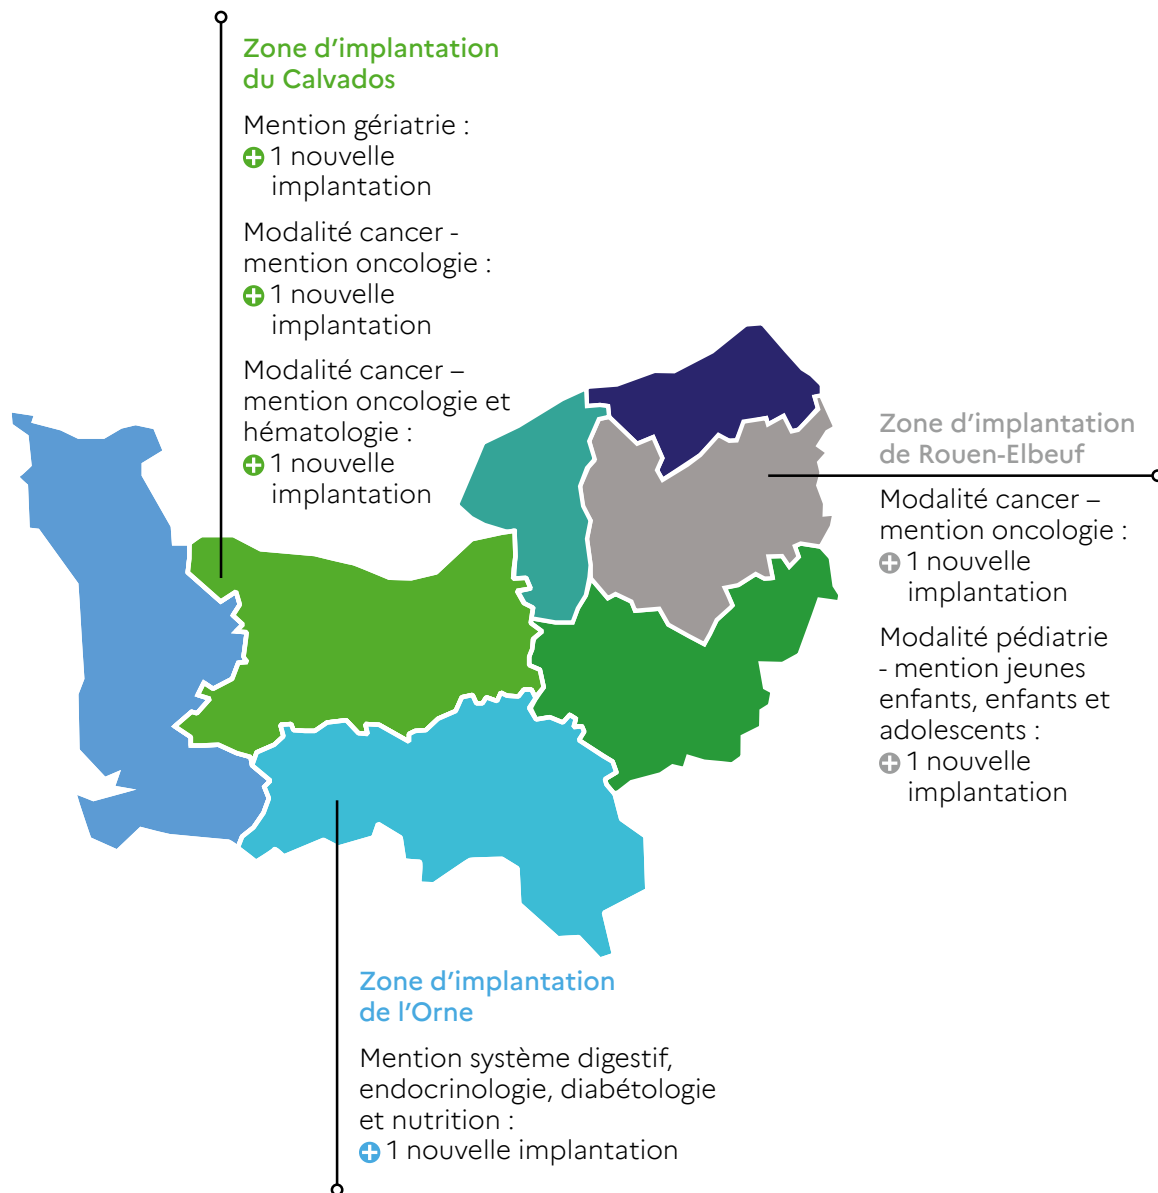 Zone d'implantation
du Calvados
Mention gériatrie :
1 nouvelle
implantation
Modalité cancer -
mention oncologie :
1 nouvelle
implantation
Modalité cancer –
mention oncologie et
hématologie :
1 nouvelle
implantation
Zone d'implantation
de Rouen-Elbeuf
Modalité cancer –
mention oncologie :
1 nouvelle
implantation
Modalité pédiatrie
- mention jeunes
enfants, enfants et
adolescents :
1 nouvelle
implantation
Zone d'implantation
de l'Orne
Mention système digestif,
endocrinologie, diabétologie
et nutrition :
1 nouvelle implantation